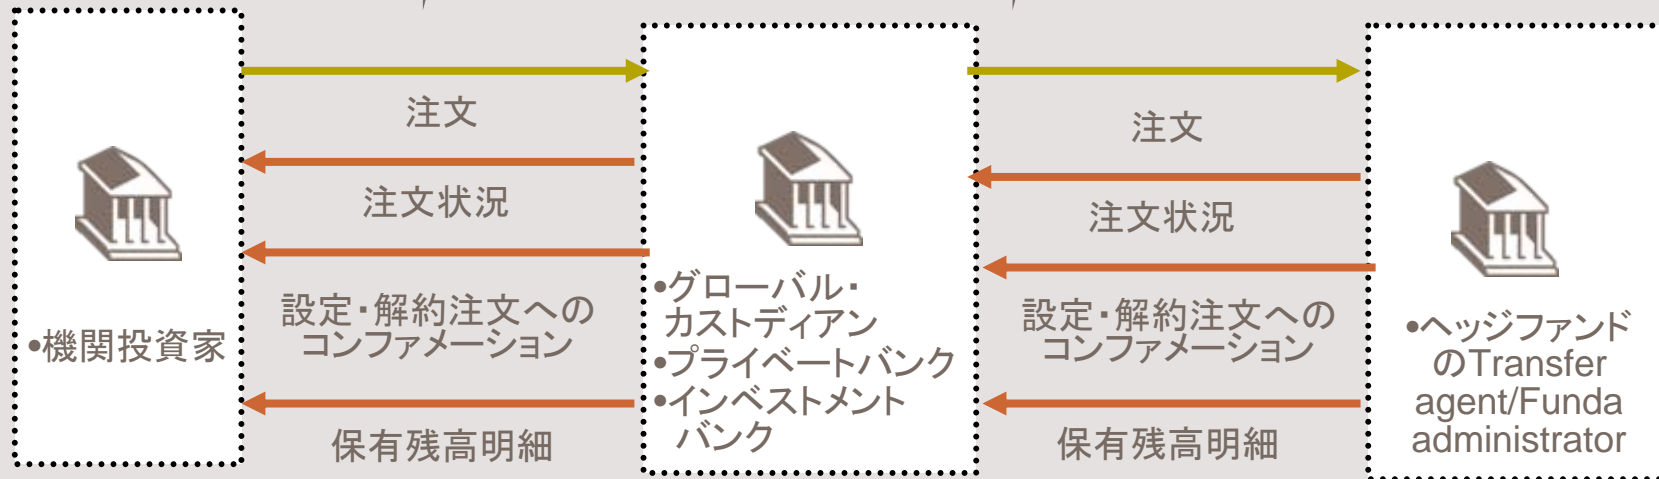 •機関投資家
注文
注文状況
設定・解約注文への
コンファメーション
保有残高明細
•グローバル・
カストディアン
•プライベートバンク
•インベストメント
バンク
注文
注文状況
設定・解約注文への
コンファメーション
保有残高明細
•ヘッジファンド
のTransfer
agent/Funda
administrator